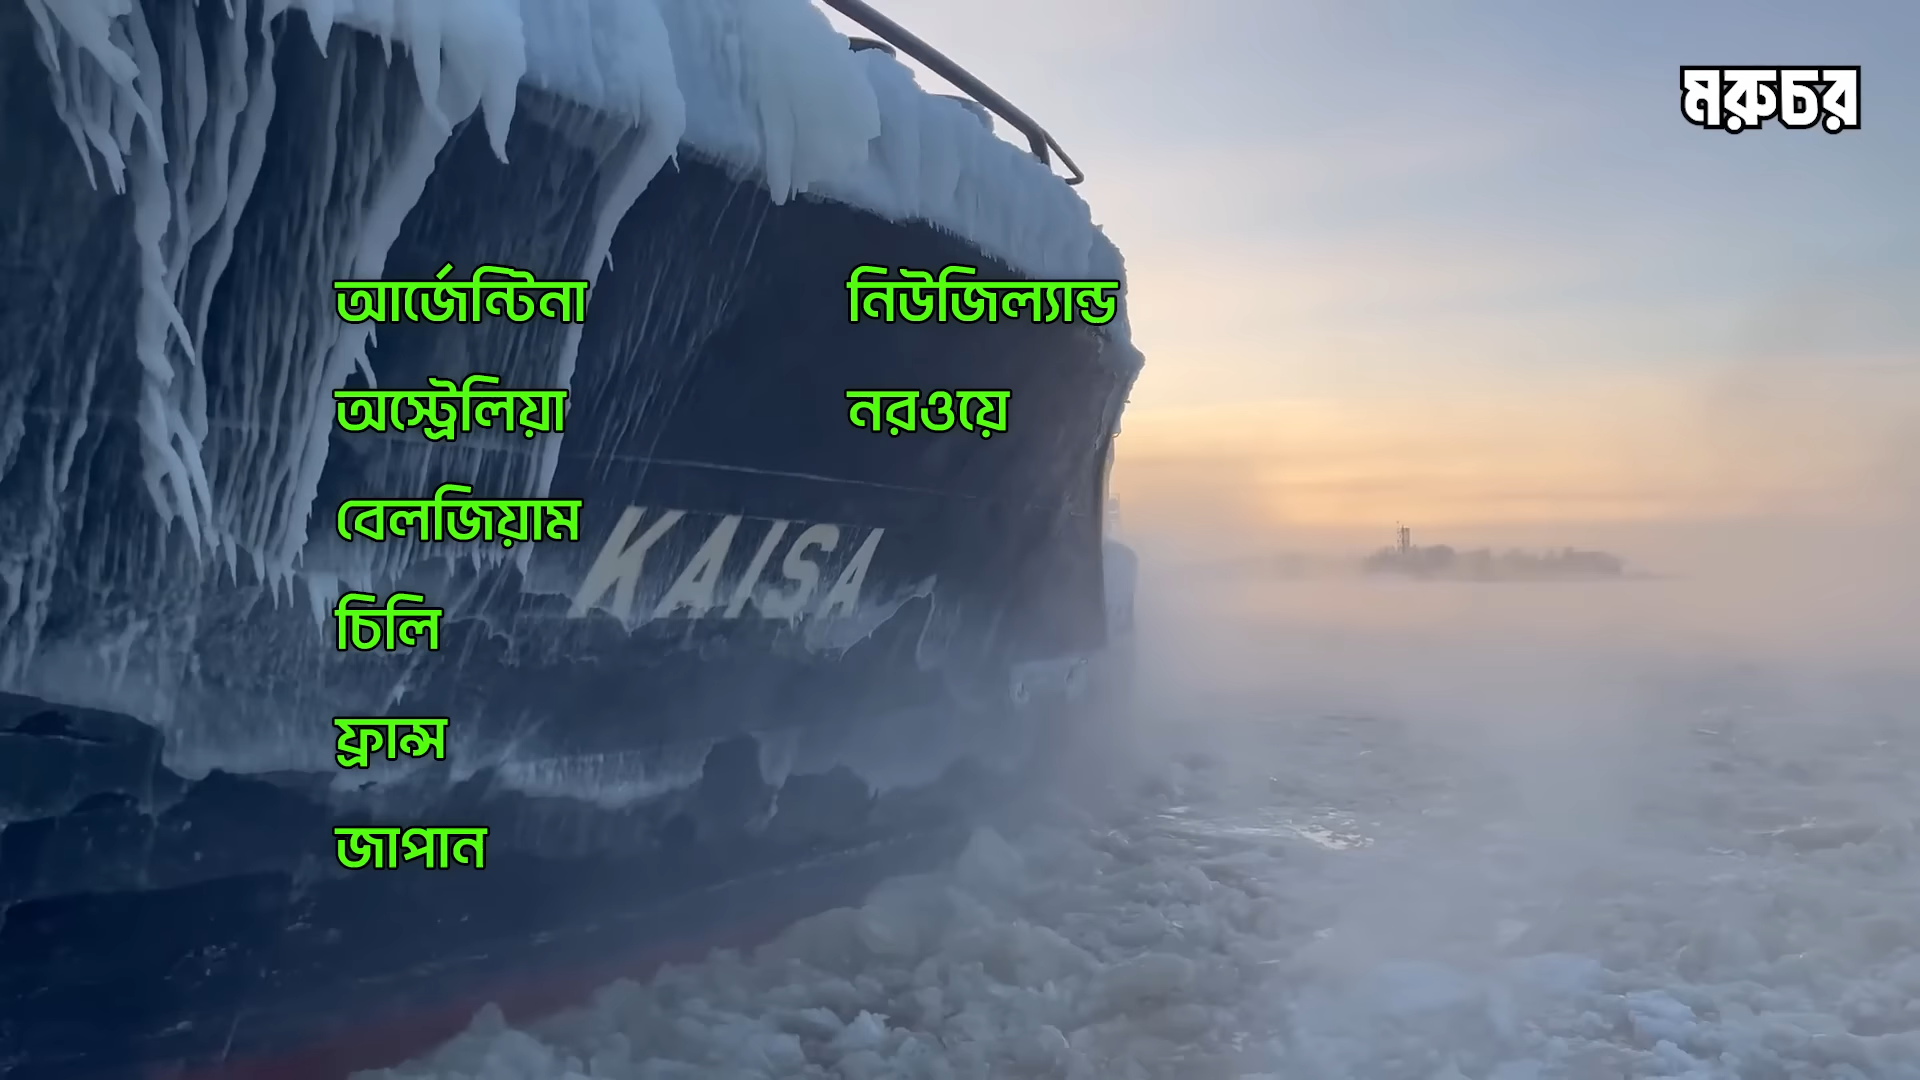 মরুচর
আর্জেন্টিনা
অস্ট্রেলিয়া
বেলজিয়াম
চিলি
ফ্রান্স
জাপান
নিউজিল্যান্ড
নরওয়ে
KAISA